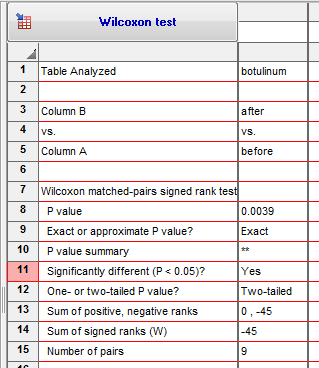 Wilcoxon test
1 Table Analyzed botulinum
2
3 Column B after
4 vs. vs.
5 Column A before
6
7 Wilcoxon matched-pairs signed rank test
8 P value 0.0039
9 Exact or approximate P value? Exact
10 P value summary **
11 Significantly different (P < 0.05)? Yes
12 One- or two-tailed P value? Two-tailed
13 Sum of positive, negative ranks 0 , -45
14 Sum of signed ranks (W) -45
15 Number of pairs 9